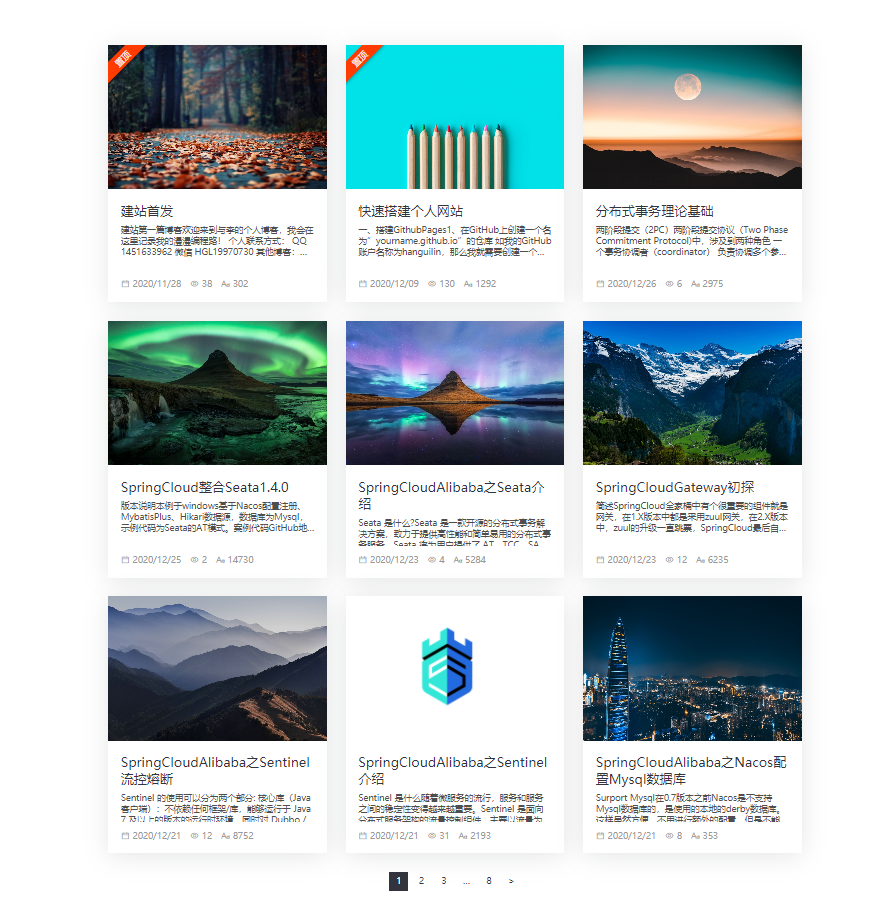 置顶
置顶
建站首发
建站第一篇博客欢迎来到与李的个人博客，我会在
这里记录我的漫漫编程路！ 个人联系方式： QQ
1451633962 微信 HGL19970730 其他博客：...
2020/11/28 38 302
快速搭建个人网站
一、搭建GithubPages1、在GitHub上创建一个名
为”yourname.github.io”的仓库 如我的GitHub
账户名称为hanguilin，那么我就需要创建一个...
2020/12/09 130 1292
分布式事务理论基础
两阶段提交（2PC）两阶段提交协议（Two Phase
Commitment Protocol)中，涉及到两种角色 一
个事务协调者（coordinator） 负责协调多个参...
2020/12/26 6 2975
SpringCloud整合Seata1.4.0
版本说明本例于windows基于Nacos配置注册、
MybatisPlus、Hikari数据源，数据库为Mysql，
示例代码为Seata的AT模式。案例代码GitHub地...
2020/12/25 2 14730
SpringCloudAlibaba之Seata介
绍
Seata 是什么?Seata 是一款开源的分布式事务解
决方案，致力于提供高性能和简单易用的分布式事
务服务。Seata 将为用户提供了 AT、TCC、SA
2020/12/23 4 5284
SpringCloudGateway初探
简述SpringCloud全家桶中有个很重要的组件就是
网关，在1.X版本中都是采用zuul网关，在2.X版本
中，zuul的升级一直跳票，SpringCloud最后自...
2020/12/23 12 6235
SpringCloudAlibaba之Sentinel
流控熔断
Sentinel 的使用可以分为两个部分: 核心库（Java
客户端）：不依赖任何框架/库，能够运行于 Java
7 及以上的版本的运行时环境，同时对 Dubbo /
2020/12/21 12 8752
SpringCloudAlibaba之Sentinel
介绍
Sentinel 是什么随着微服务的流行，服务和服务
之间的稳定性变得越来越重要。Sentinel 是面向
分布式服务架构的流量控制组件，主要以流量为
2020/12/21 31 2193
SpringCloudAlibaba之Nacos配
置Mysql数据库
Surport Mysql在0.7版本之前Nacos是不支持
Mysql数据库的，是使用的本地的derby数据库。
这样虽然方便，不用进行额外的配置，但是不能
2020/12/21 8 353
1 2 3 ... 8 >